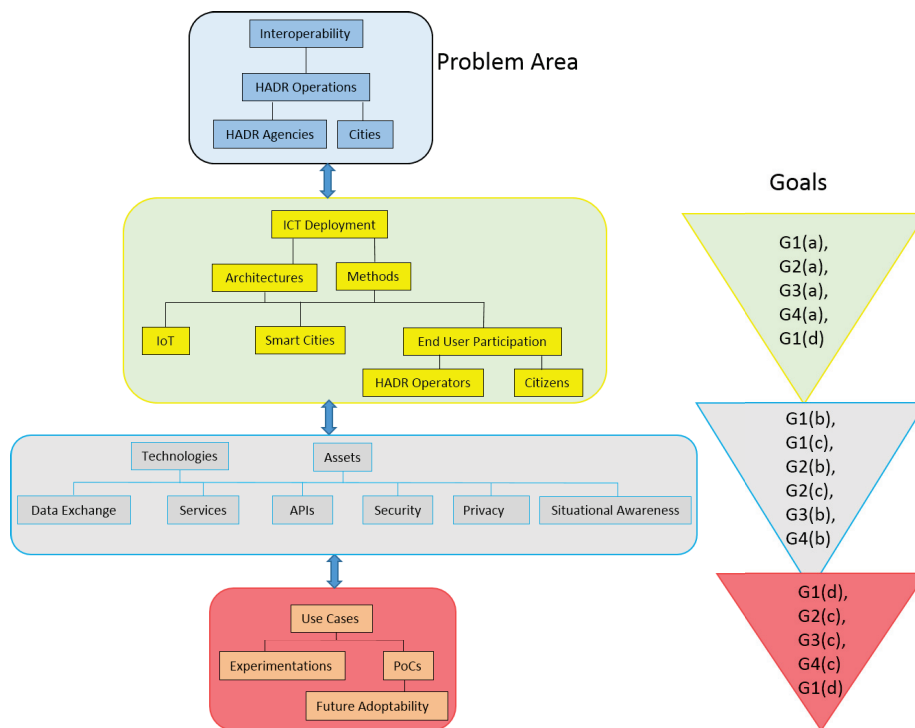 Interoperability
Problem Area
HADR Operations
HADR Agencies
Cities
Goals
ICT Deployment
Architectures
Methods
IoT
Smart Cities
End User Participation
HADR Operators
Citizens
G1(a),
G2(a),
G3(a),
G4(a),
G1(d)
Technologies
Assets
Data Exchange
Services
APIs
Security
Privacy
Situational Awareness
G1(b),
G1(c),
G2(b),
G2(c),
G3(b),
G4(b)
Use Cases
Experimentations
PoCs
Future Adoptability
G1(d),
G2(c),
G3(c),
G4(c)
G1(d)